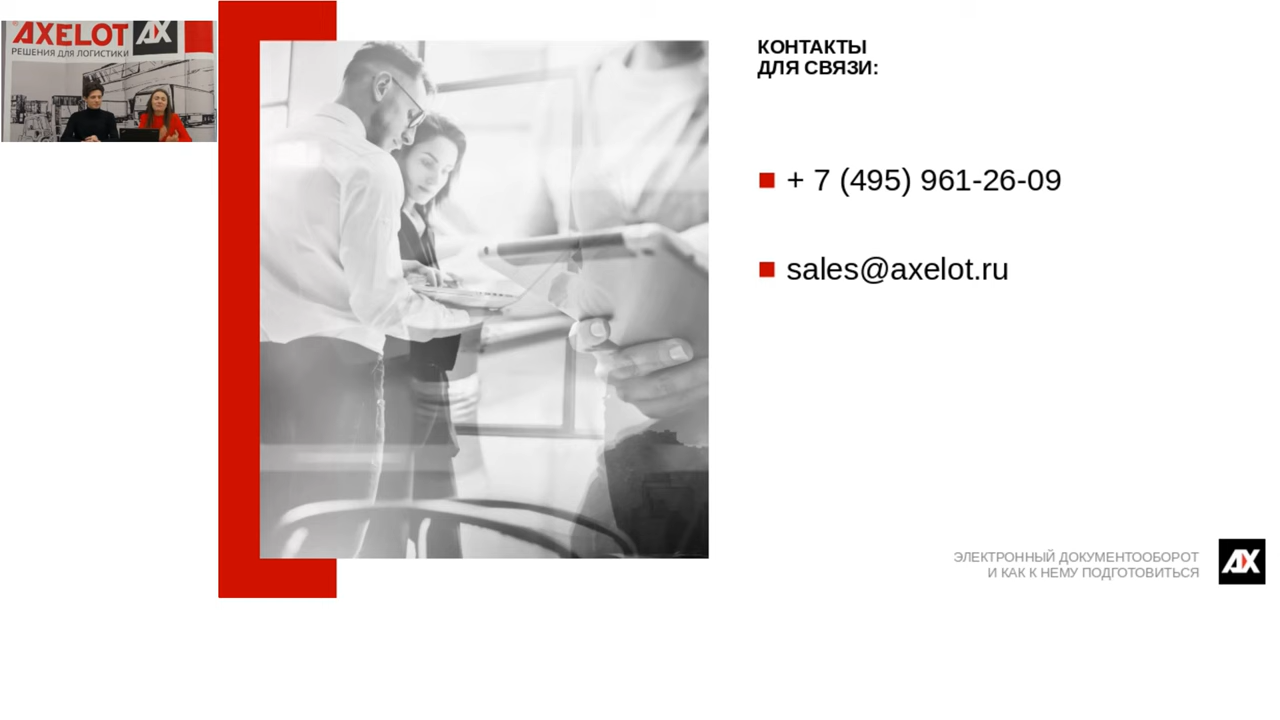 AXELOT AX
РЕШЕНИЯ ДЛЯ ЛОГИСТИКИ
КОНТАКТЫ
ДЛЯ СВЯЗИ:
+ 7 (495) 961-26-09
sales@axelot.ru
ЭЛЕКТРОННЫЙ ДОКУМЕНТООБОРОТ
И КАК К НЕМУ ПОДГОТОВИТЬСЯ
AX